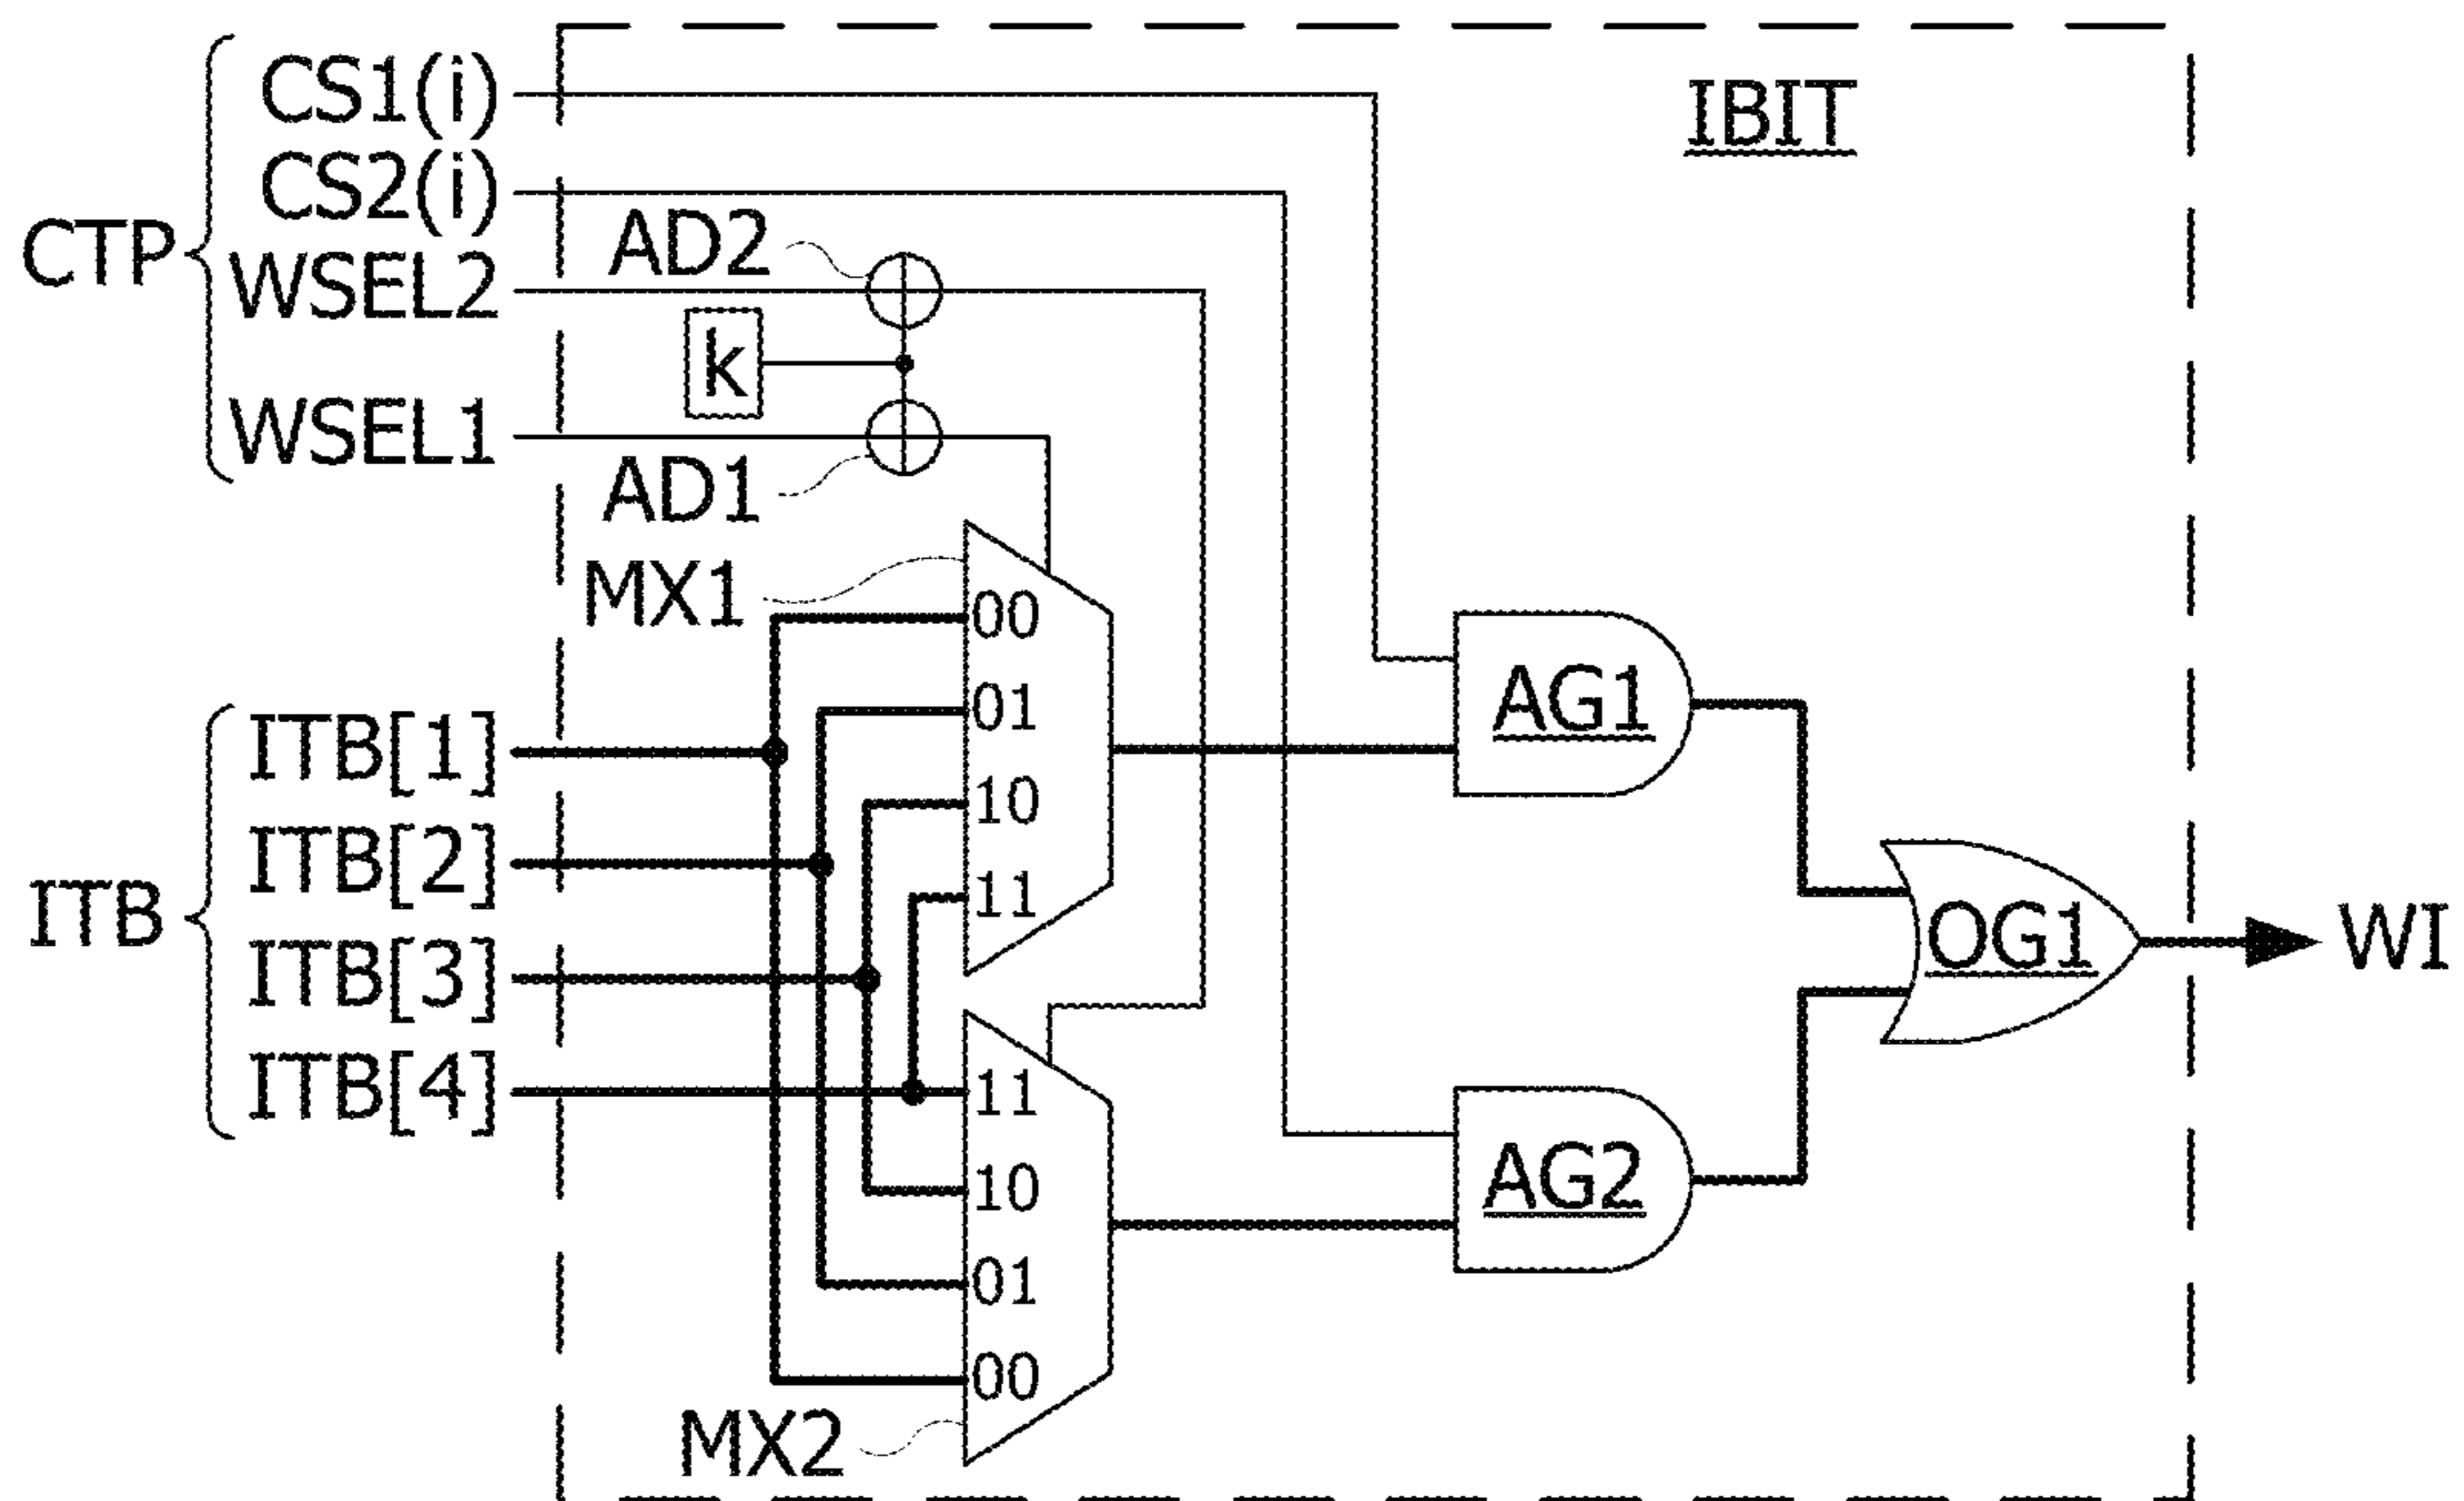 CS1(i)
IBIT
CS2(i)
AD2
CTP
WSEL2
k
WSEL1
AD1
MX1
00
01
10
11
AG1
ITB[1]
ITB[2]
ITB
ITB[3]
ITB[4]
OG1
WI
11
10
01
00
AG2
MX2